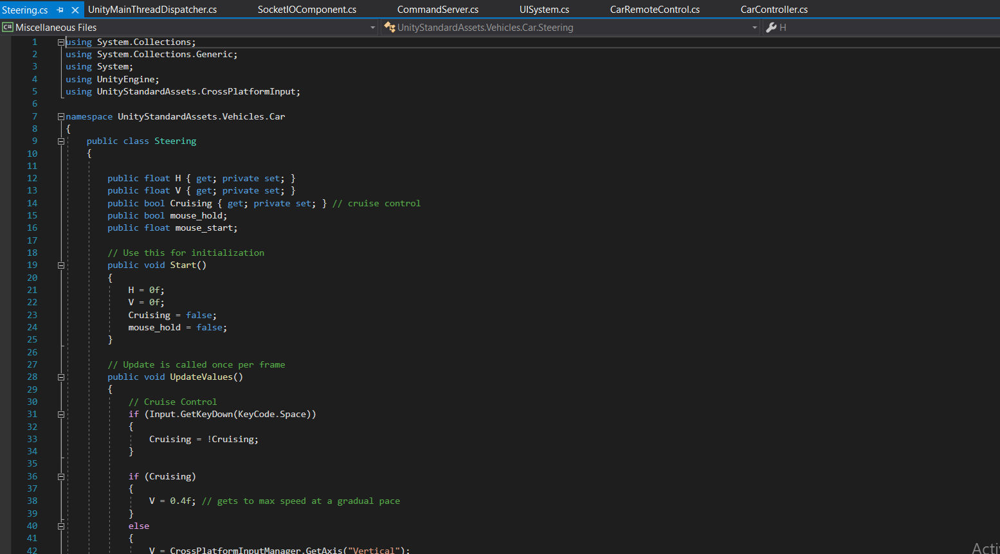 Steering.cs UnityMainThreadDispatcher.cs SocketIOComponent.cs CommandServer.cs UISystem.cs CarRemoteControl.cs CarController.cs
C# Miscellaneous Files UnityStandardAssets.Vehicles.Car.Steering H
1 using System.Collections;
2 using System.Collections.Generic;
3 using System;
4 using UnityEngine;
5 using UnityStandardAssets.CrossPlatformInput;
6
7 namespace UnityStandardAssets.Vehicles.Car
8 {
9 public class Steering
10 {
11
12 public float H { get; private set; }
13 public float V { get; private set; }
14 public bool Cruising { get; private set; } // cruise control
15 public bool mouse_hold;
16 public float mouse_start;
17
18 // Use this for initialization
19 public void Start()
20 {
21 H = 0f;
22 V = 0f;
23 Cruising = false;
24 mouse_hold = false;
25 }
26
27 // Update is called once per frame
28 public void UpdateValues()
29 {
30 // Cruise Control
31 if (Input.GetKeyDown(KeyCode.Space))
32 {
33 Cruising = !Cruising;
34 }
35
36 if (Cruising)
37 {
38 V = 0.4f; // gets to max speed at a gradual pace
39 }
40 else
41 {
42 V = CrossPlatformInputManager.GetAxis("Vertical");
Acti